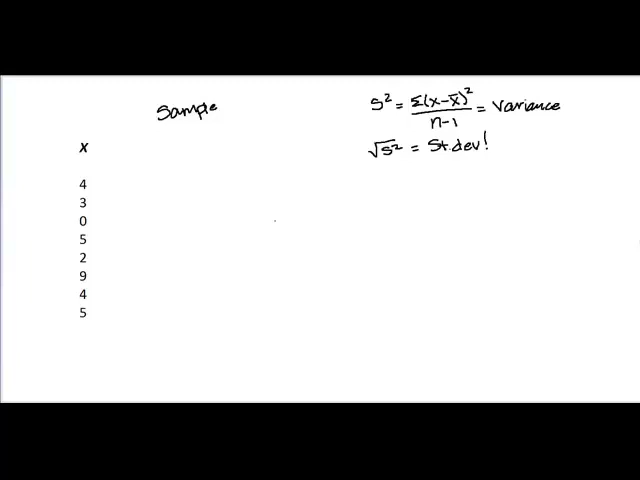 Sample
s² = Σ(x-x̄)² / n-1 = Variance
√s² = St.dev!
x
4
3
0
5
2
9
4
5